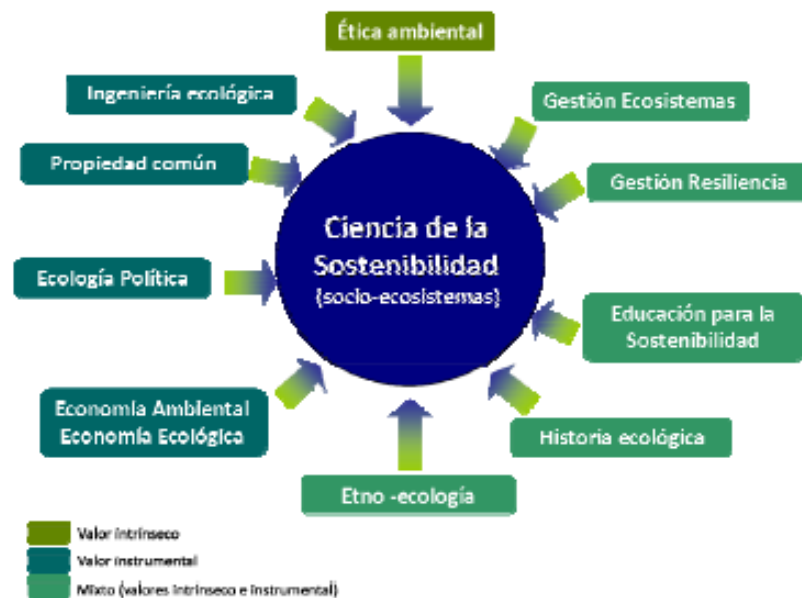 Ética ambiental
Ingeniería ecológica
Gestión Ecosistemas
Propiedad común
Gestión Resiliencia
Ciencia de la
Sostenibilidad
(socio-ecosistemas)
Ecología Política
Educación para la
Sostenibilidad
Economía Ambiental
Economía Ecológica
Historia ecológica
Etno -ecología
Valor intrínseco
Valor instrumental
Mixto (valores intrínseco e instrumental)